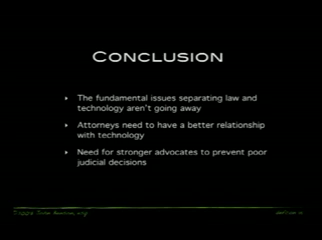 CONCLUSION
The fundamental issues separating law and
technology aren't going away
Attorneys need to have a better relationship
with technology
Need for stronger advocates to prevent poor
judicial decisions